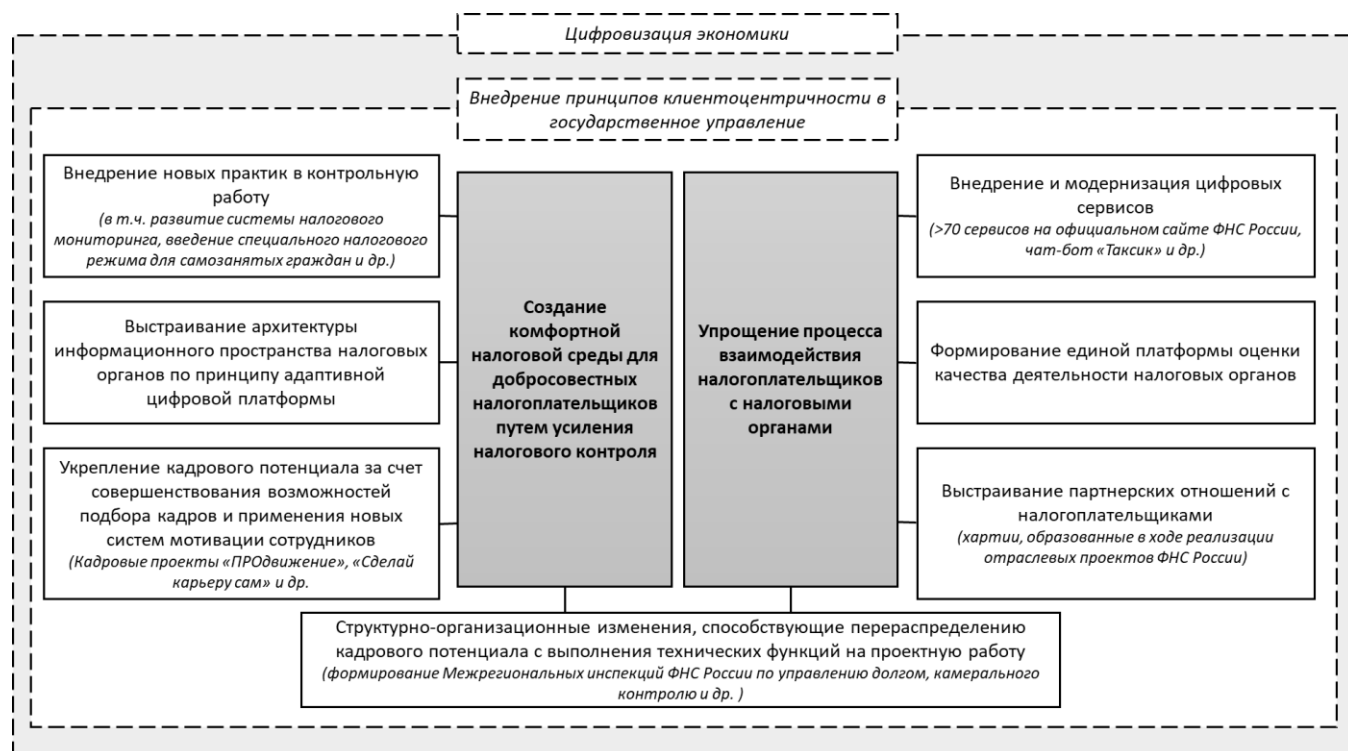 Цифровизация экономики
Внедрение принципов клиентоцентричности в
государственное управление
Внедрение новых практик в контрольную
работу
(в т.ч. развитие системы налогового
мониторинга, введение специального налогового
режима для самозанятых граждан и др.)
Выстраивание архитектуры
информационного пространства налоговых
органов по принципу адаптивной
цифровой платформы
Укрепление кадрового потенциала за счет
совершенствования возможностей
подбора кадров и применения новых
систем мотивации сотрудников
(Кадровые проекты «ПРОдвижение», «Сделай
карьеру сам» и др.
Создание
комфортной
налоговой среды для
добросовестных
налогоплательщиков
путем усиления
налогового контроля
Упрощение процесса
взаимодействия
налогоплательщиков
с налоговыми
органами
Внедрение и модернизация цифровых
сервисов
(>70 сервисов на официальном сайте ФНС России,
чат-бот «Таксик» и др.)
Формирование единой платформы оценки
качества деятельности налоговых органов
Выстраивание партнерских отношений с
налогоплательщиками
(хартии, образованные в ходе реализации
отраслевых проектов ФНС России)
Структурно-организационные изменения, способствующие перераспределению
кадрового потенциала с выполнения технических функций на проектную работу
(формирование Межрегиональных инспекций ФНС России по управлению долгом, камерального
контролю и др. )